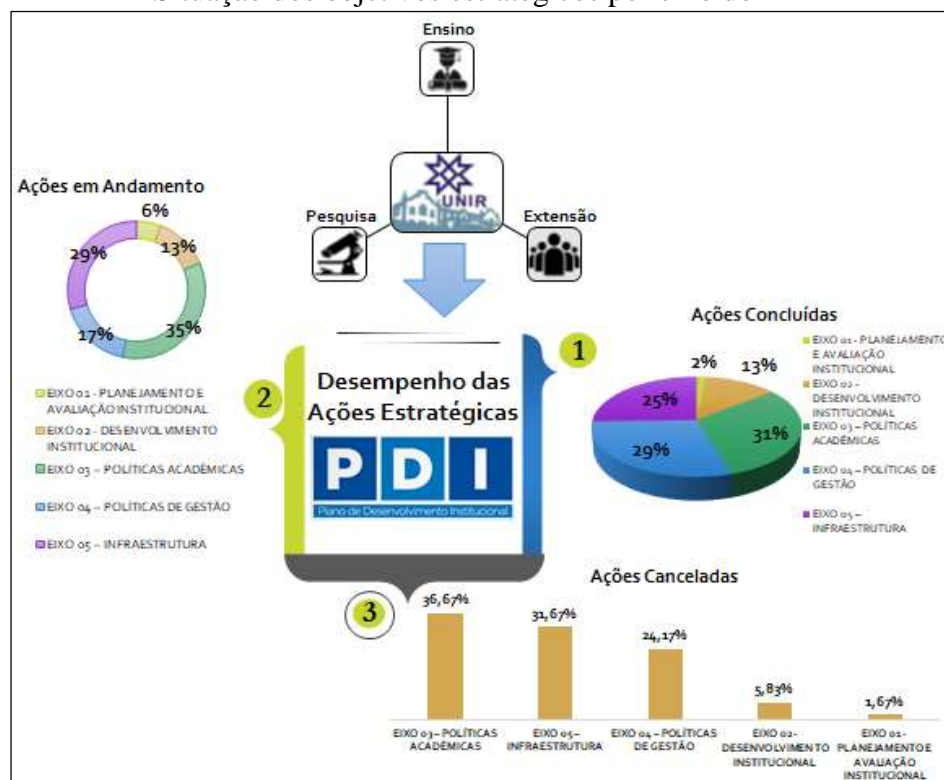 Ensino
UNIR
Pesquisa
Extensão
Ações em Andamento
6%
13%
35%
17%
29%
EIXO 01 - PLANEJAMENTO E
AVALIAÇÃO INSTITUCIONAL
EIXO 02 - DESENVOLVIMENTO
INSTITUCIONAL
EIXO 03 – POLÍTICAS ACADÊMICAS
EIXO 04 – POLÍTICAS DE GESTÃO
EIXO 05 – INFRAESTRUTURA
2
Desempenho das
Ações Estratégicas
PDI
Plano de Desenvolvimento Institucional
1
Ações Concluídas
2%
13%
31%
29%
25%
EIXO 01 - PLANEJAMENTO
E AVALIAÇÃO
INSTITUCIONAL
EIXO 02 -
DESENVOLVIMENTO
INSTITUCIONAL
EIXO 03 – POLÍTICAS
ACADÊMICAS
EIXO 04 – POLÍTICAS DE
GESTÃO
EIXO 05 –
INFRAESTRUTURA
3
Ações Canceladas
36,67%
31,67%
24,17%
5,83%
1,67%
EIXO 03 – POLÍTICAS
ACADÊMICAS
EIXO 05 –
INFRAESTRUTURA
EIXO 04 – POLÍTICAS
DE GESTÃO
EIXO 02-
DESENVOLVIMENTO
INSTITUCIONAL
EIXO 01-
PLANEJAMENTO E
AVALIAÇÃO
INSTITUCIONAL